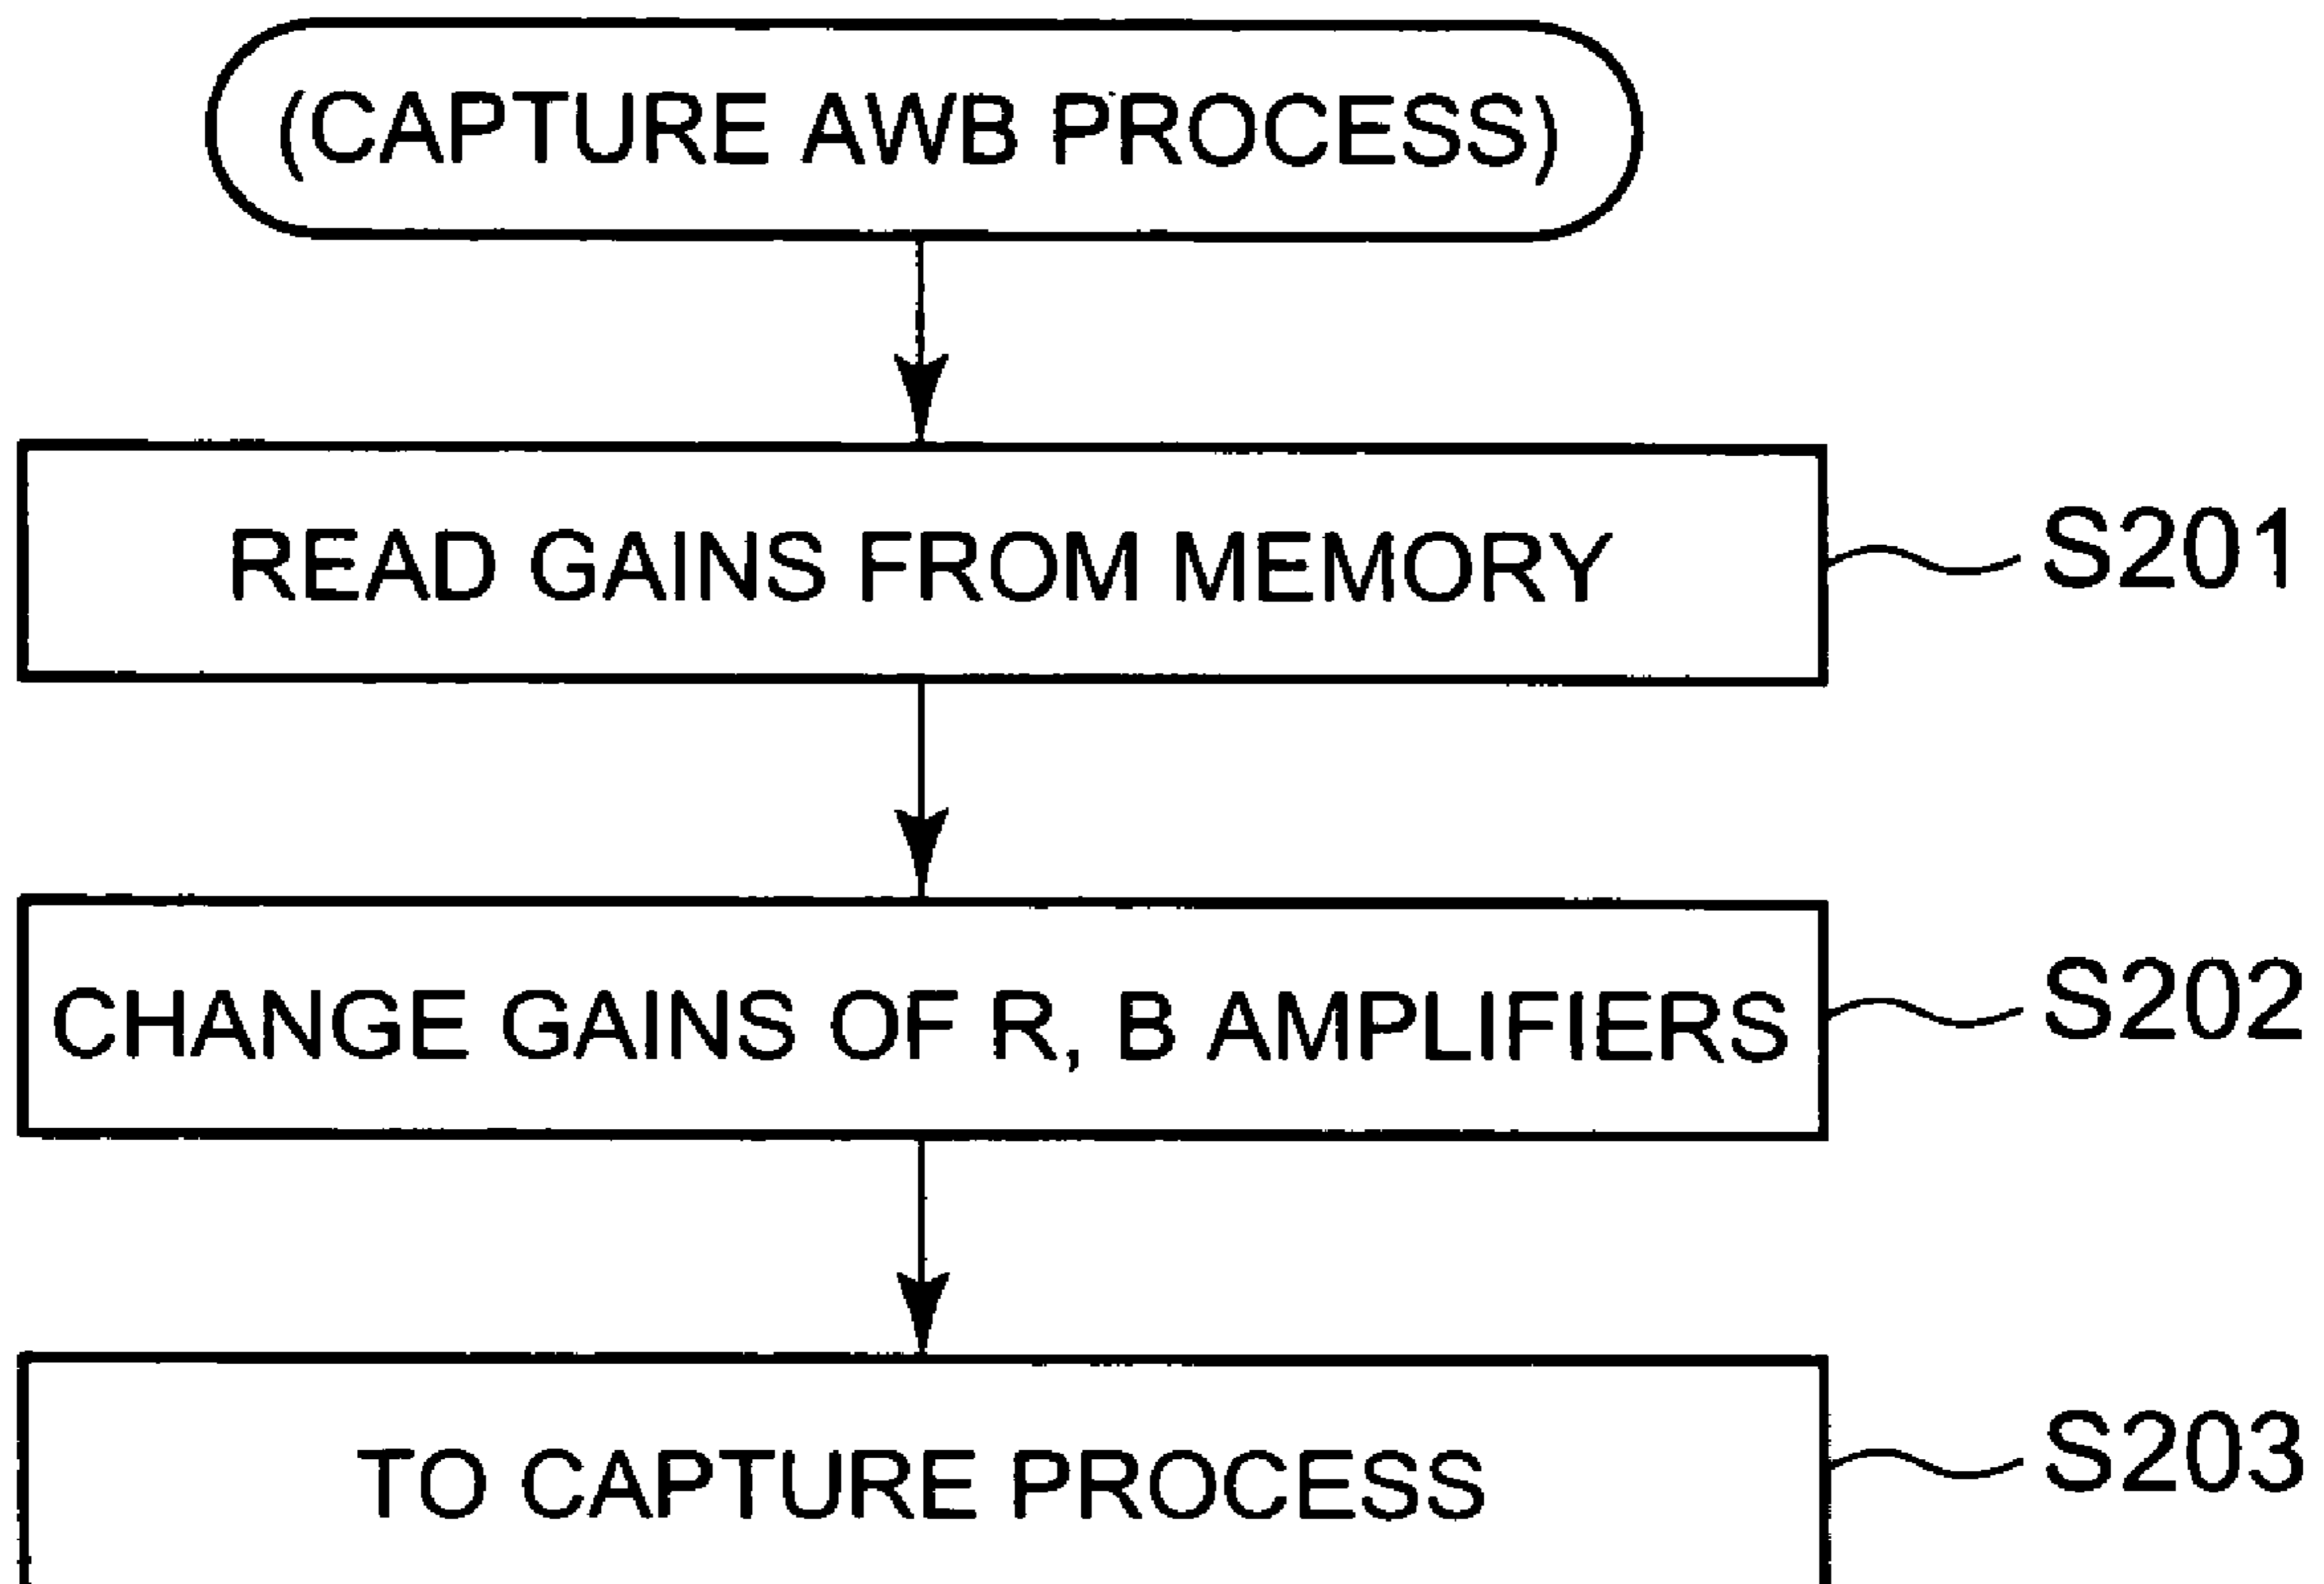 (CAPTURE AWB PROCESS)
READ GAINS FROM MEMORY
S201
CHANGE GAINS OF R, B AMPLIFIERS
S202
TO CAPTURE PROCESS
S203